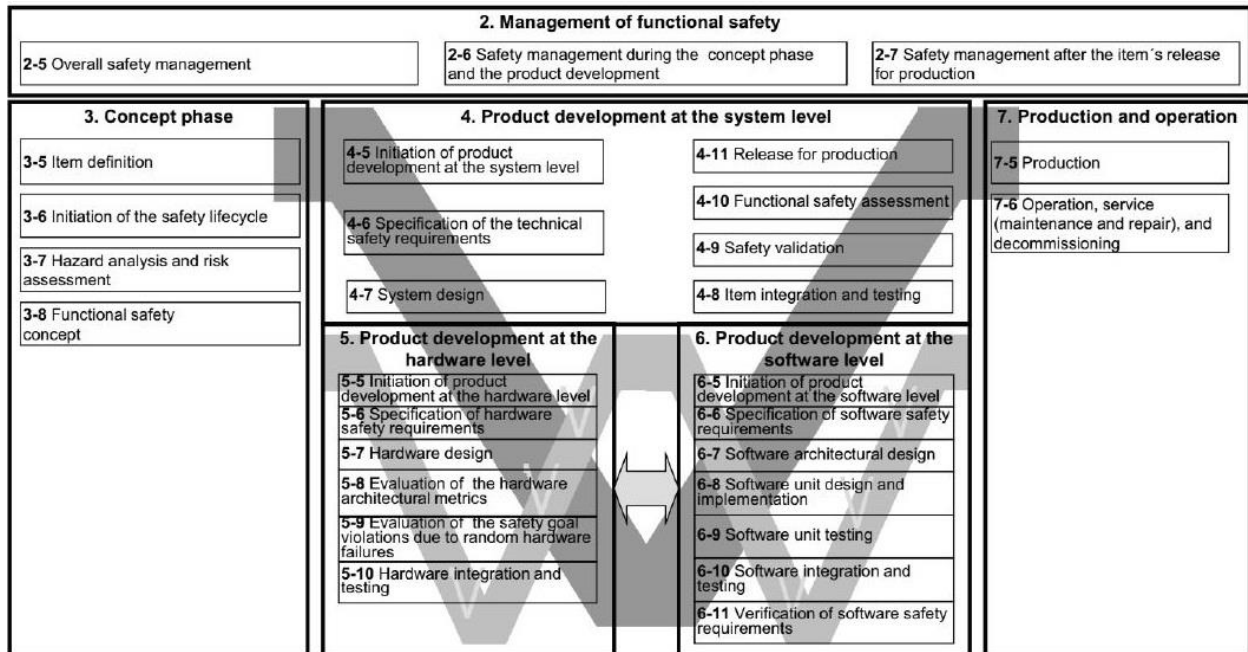 2. Management of functional safety
2-5 Overall safety management
2-6 Safety management during the concept phase
and the product development
2-7 Safety management after the item´s release
for production
3. Concept phase
3-5 Item definition
3-6 Initiation of the safety lifecycle
3-7 Hazard analysis and risk
assessment
3-8 Functional safety
concept
4. Product development at the system level
4-5 Initiation of product
development at the system level
4-6 Specification of the technical
safety requirements
4-7 System design
4-11 Release for production
4-10 Functional safety assessment
4-9 Safety validation
4-8 Item integration and testing
7. Production and operation
7-5 Production
7-6 Operation, service
(maintenance and repair), and
decommissioning
5. Product development at the
hardware level
5-5 Initiation of product
development at the hardware level
5-6 Specification of hardware
safety requirements
5-7 Hardware design
5-8 Evaluation of the hardware
architectural metrics
5-9 Evaluation of the safety goal
violations due to random hardware
failures
5-10 Hardware integration and
testing
6. Product development at the
software level
6-5 Initiation of product
development at the software level
6-6 Specification of software safety
requirements
6-7 Software architectural design
6-8 Software unit design and
implementation
6-9 Software unit testing
6-10 Software integration and
testing
6-11 Verification of software safety
requirements